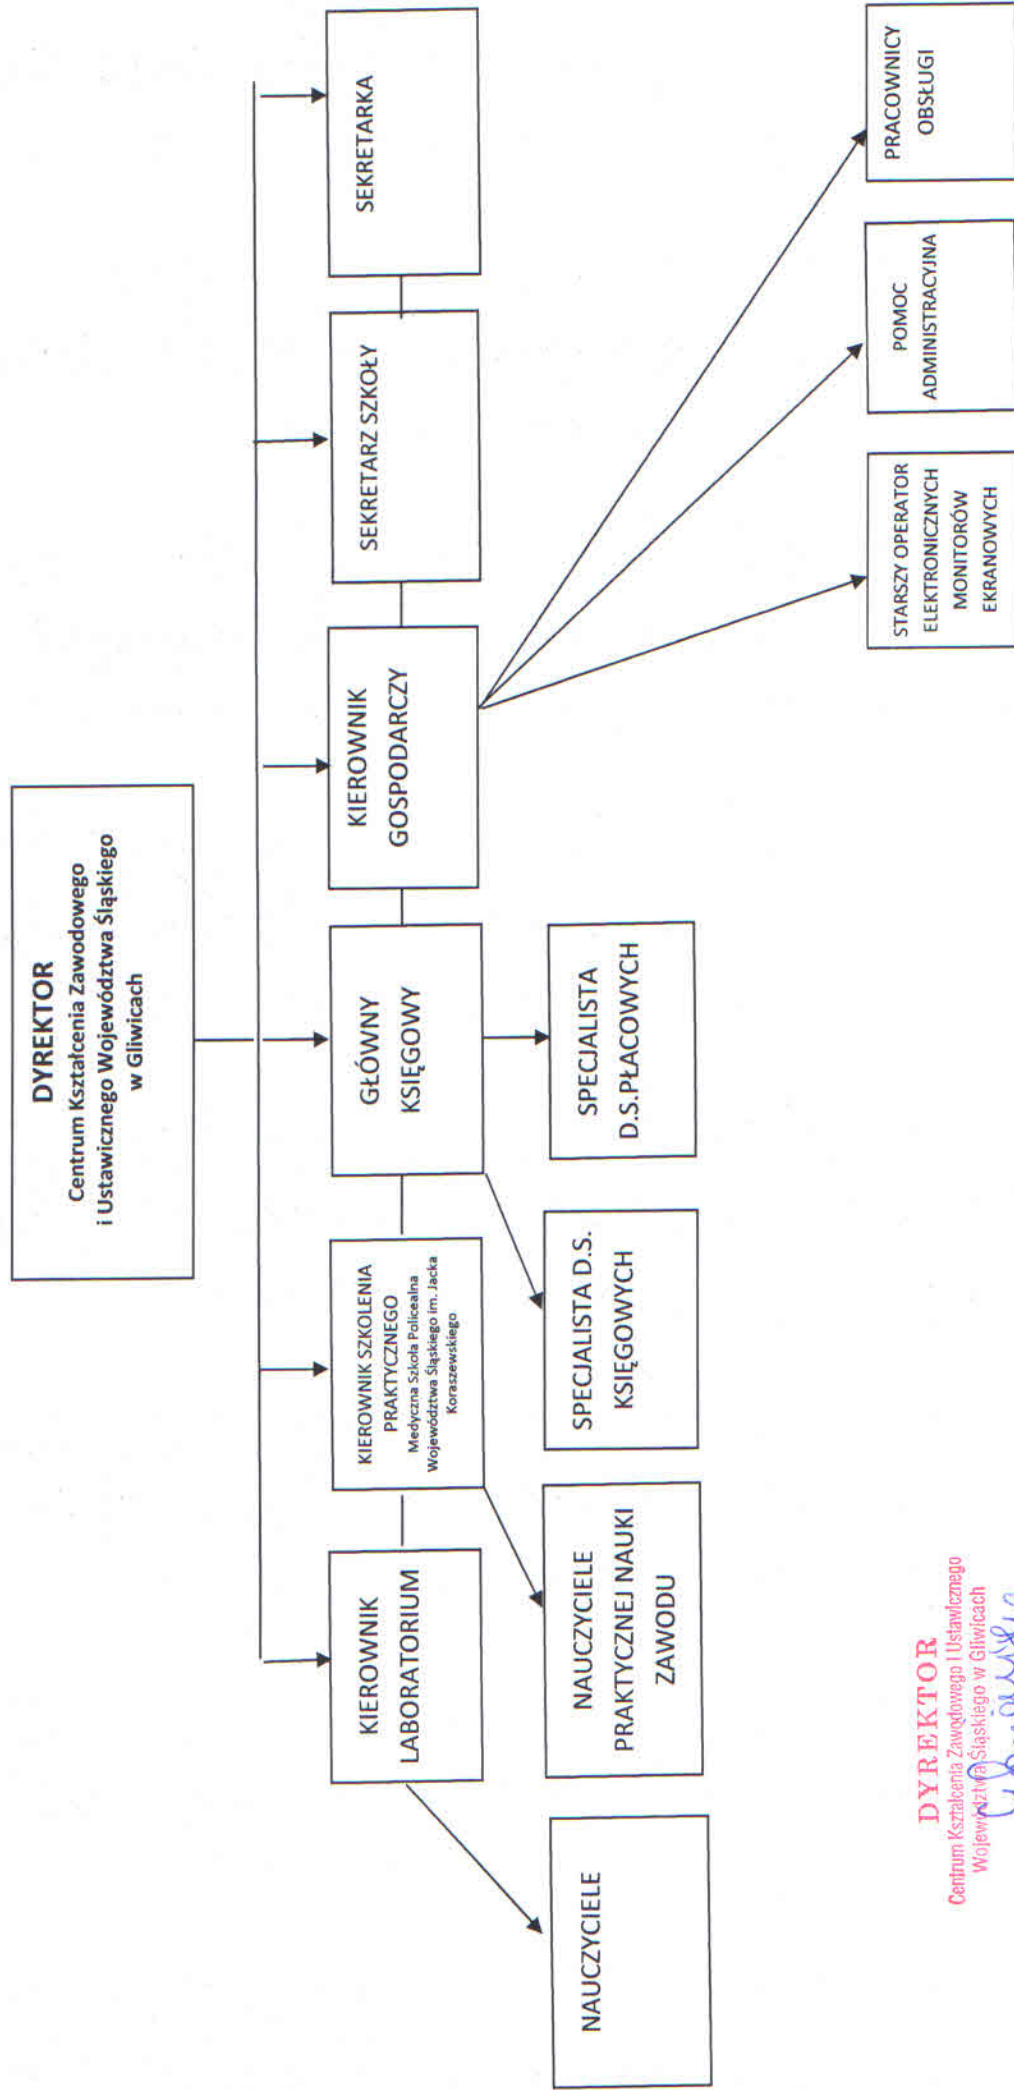 DYREKTOR
Centrum Kształcenia Zawodowego
i Ustawicznego Województwa Śląskiego
w Gliwicach
KIEROWNIK
LABORATORIUM
KIEROWNIK SZKOLENIA
PRAKTYCZNEGO
Medyczna Szkoła Policealna
Województwa Śląskiego im. Jacka
Koraszewskiego
GŁÓWNY
KSIĘGOWY
KIEROWNIK
GOSPODARCZY
SEKRETARZ SZKOŁY
SEKRETARKA
NAUCZYCIELE
NAUCZYCIELE
PRAKTYCZNEJ NAUKI
ZAWODU
SPECJALISTA D.S.
KSIĘGOWYCH
SPECJALISTA
D.S.PŁACOWYCH
STARSZY OPERATOR
ELEKTRONICZNYCH
MONITORÓW
EKRANOWYCH
POMOC
ADMINISTRACYJNA
PRACOWNICY
OBSŁUGI
DYREKTOR
Centrum Kształcenia Zawodowego i Ustawicznego
Województwa Śląskiego w Gliwicach